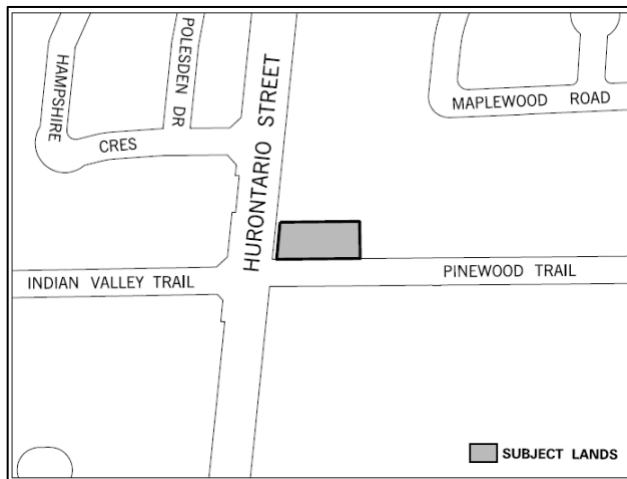 HAMPSHIRE
POLESDEN DR
CRES
HURONTARIO STREET
MAPLEWOOD ROAD
INDIAN VALLEY TRAIL
PINEWOOD TRAIL
SUBJECT LANDS